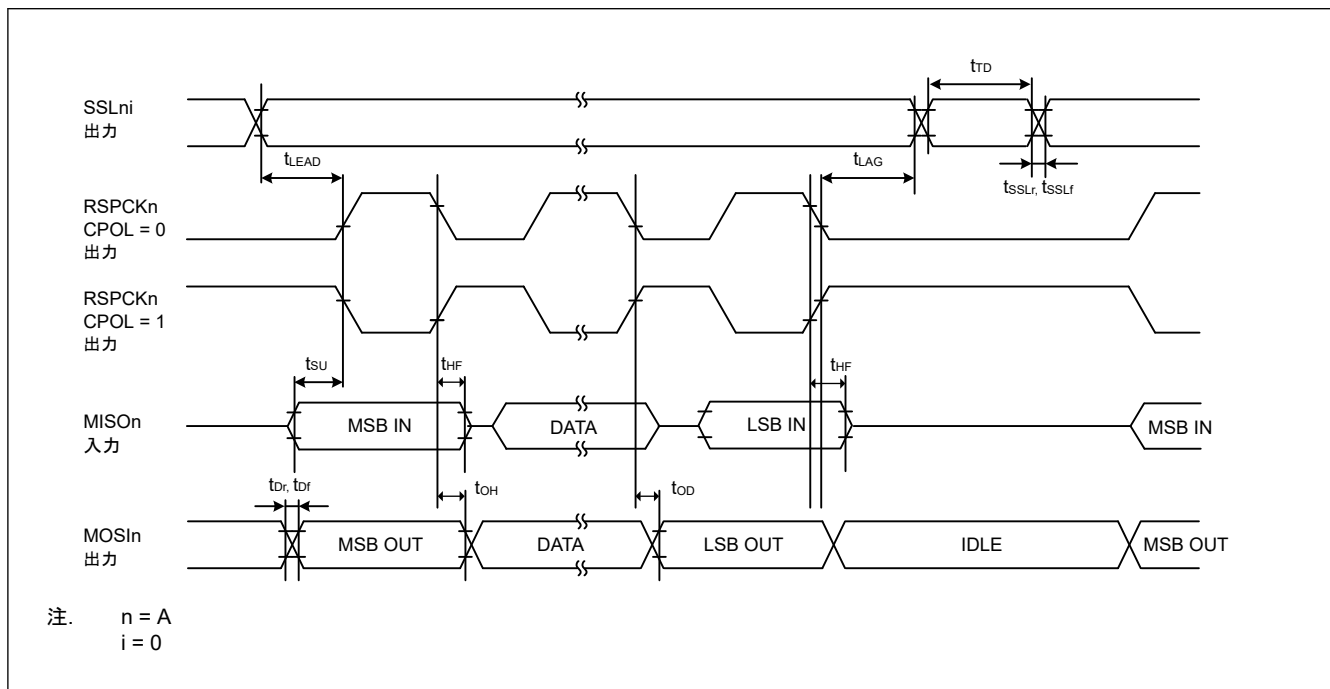 tTD
SSLni
出力
tLEAD
tLAG
tSSLr, tSSLf
RSPCKn
CPOL = 0
出力
RSPCKn
CPOL = 1
出力
tSU
tHF
tHF
MISOn
入力
MSB IN
DATA
LSB IN
MSB IN
tDr, tDf
tOH
tOD
MOSIn
出力
MSB OUT
DATA
LSB OUT
IDLE
MSB OUT
注. n = A
i = 0